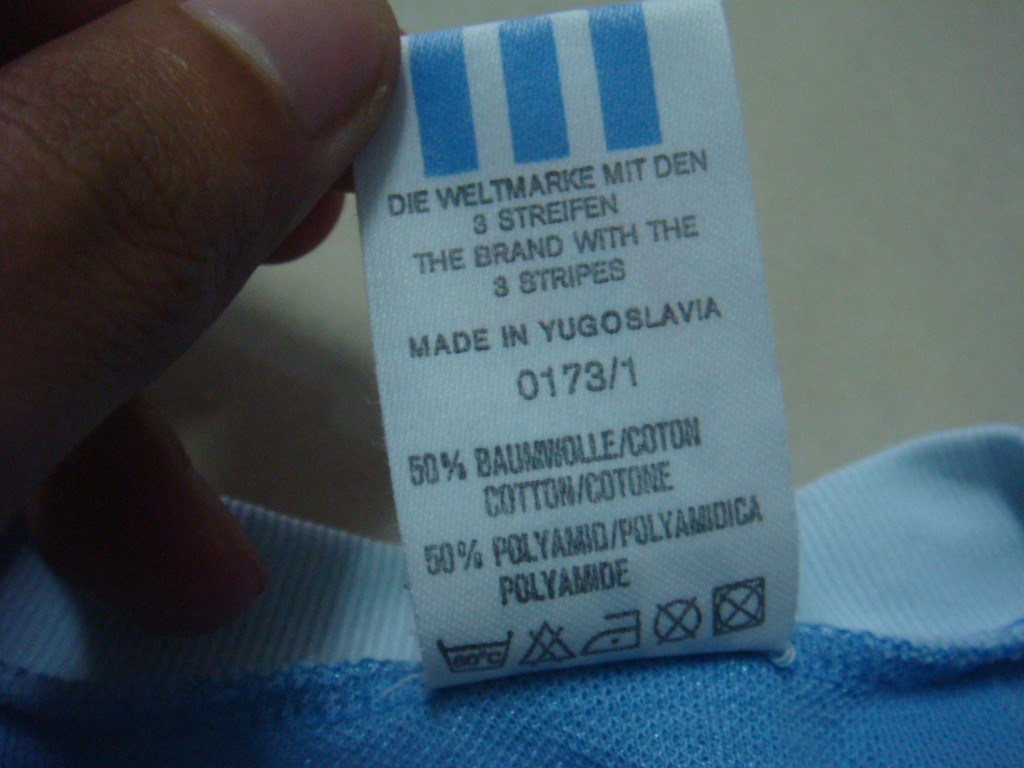 DIE WELTMARKE MIT DEN
3 STREIFEN
THE BRAND WITH THE
3 STRIPES
MADE IN YUGOSLAVIA
0173/1
50% BAUMWOLLE/COTON
COTTON/COTONE
50% POLYAMID/POLYAMIDICA
POLYAMIDE
60°C